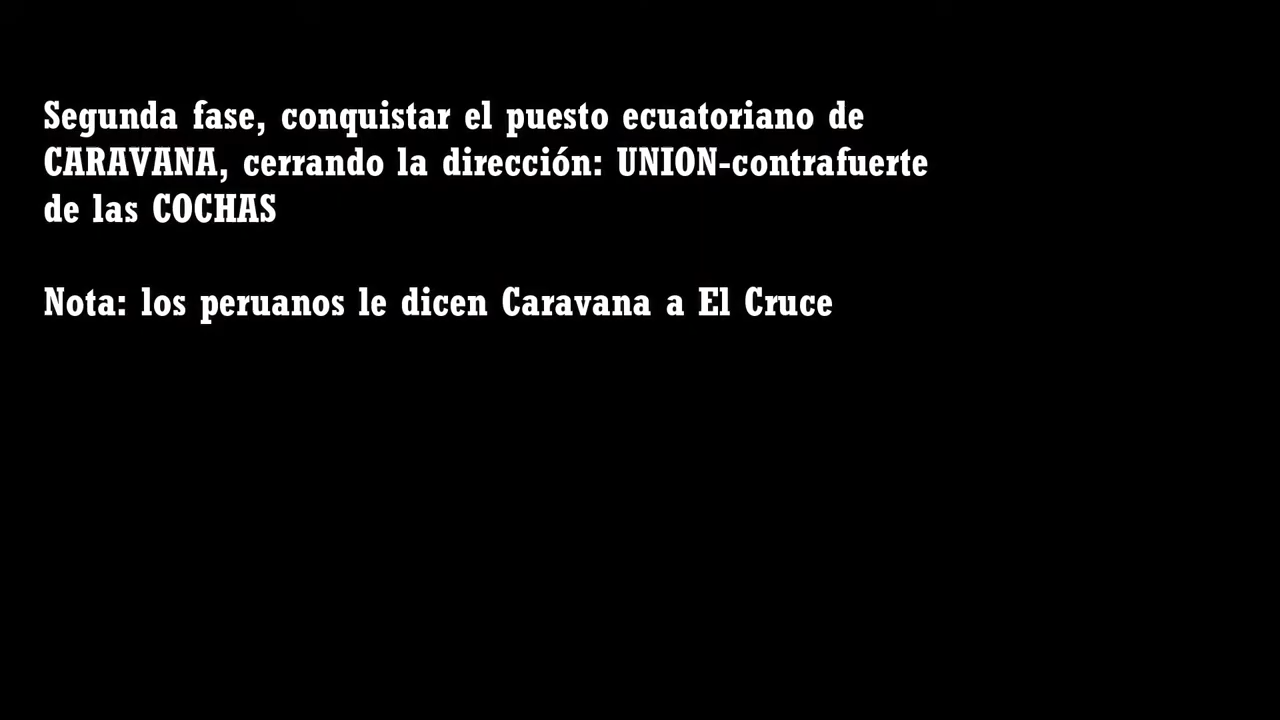 Segunda fase, conquistar el puesto ecuatoriano de
CARAVANA, cerrando la dirección: UNION-contrafuerte
de las COCHAS
Nota: los peruanos le dicen Caravana a El Cruce